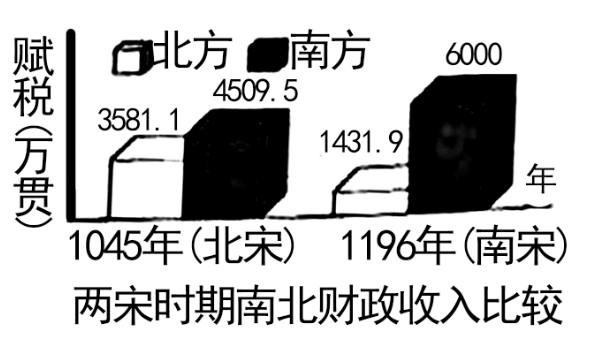 赋税(万贯)
北方 南方
3581.1
4509.5
1431.9
6000
年
1045年(北宋) 1196年(南宋)
两宋时期南北财政收入比较